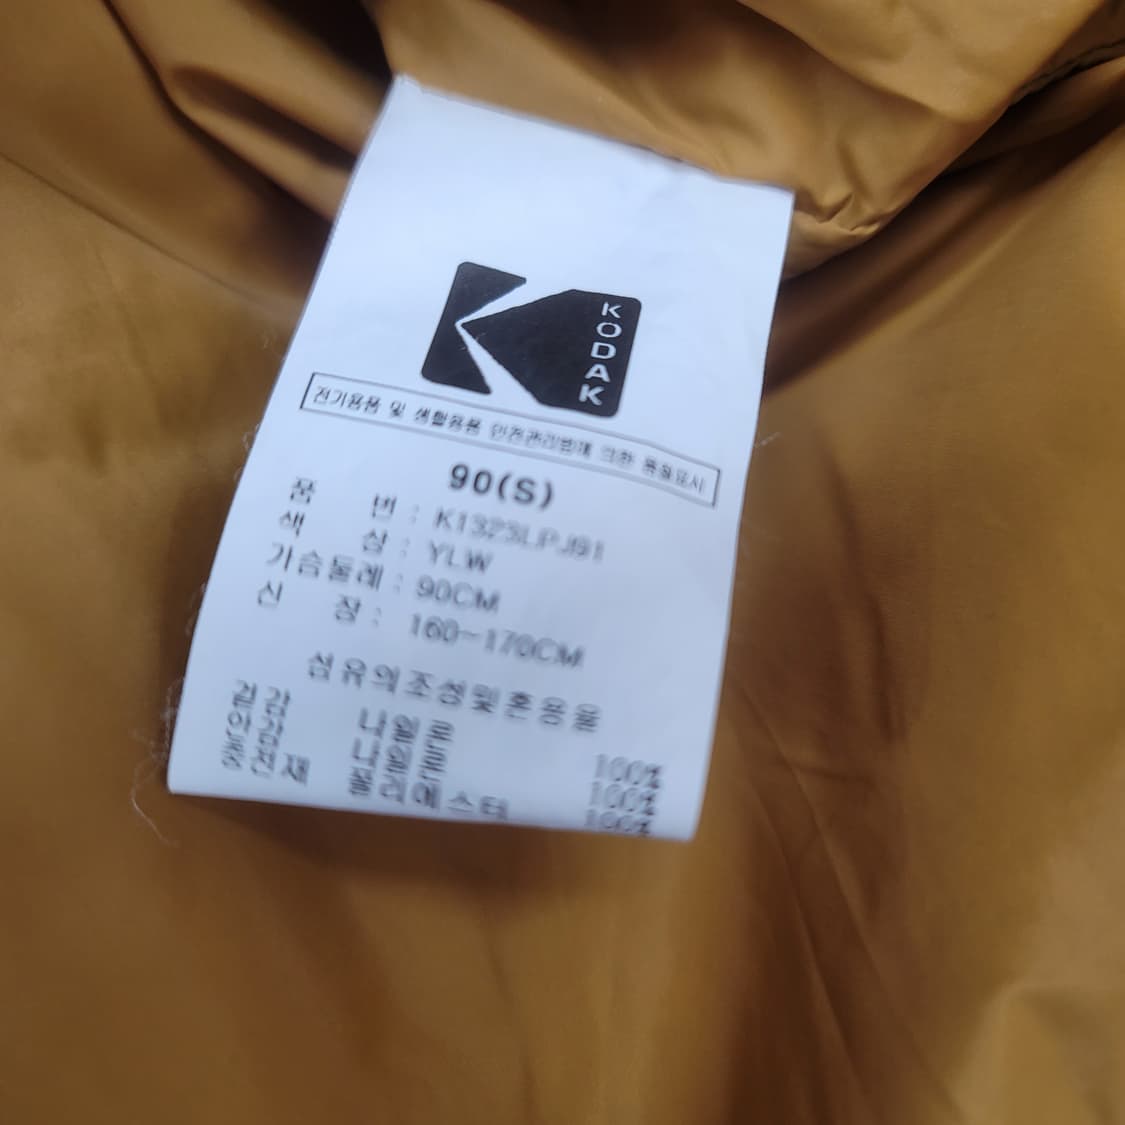 KODAK
전기용품 및 생활용품 안전관리법에 의한 품질표시
90(S)
품 번 : K1323LPJ91
색 상 : YLW
가슴둘레 : 90CM
신 장 : 160~170CM
섬유의조성및혼용율
겉감 나일론 100%
안감 나일론 100%
충전재 폴리에스터 100%